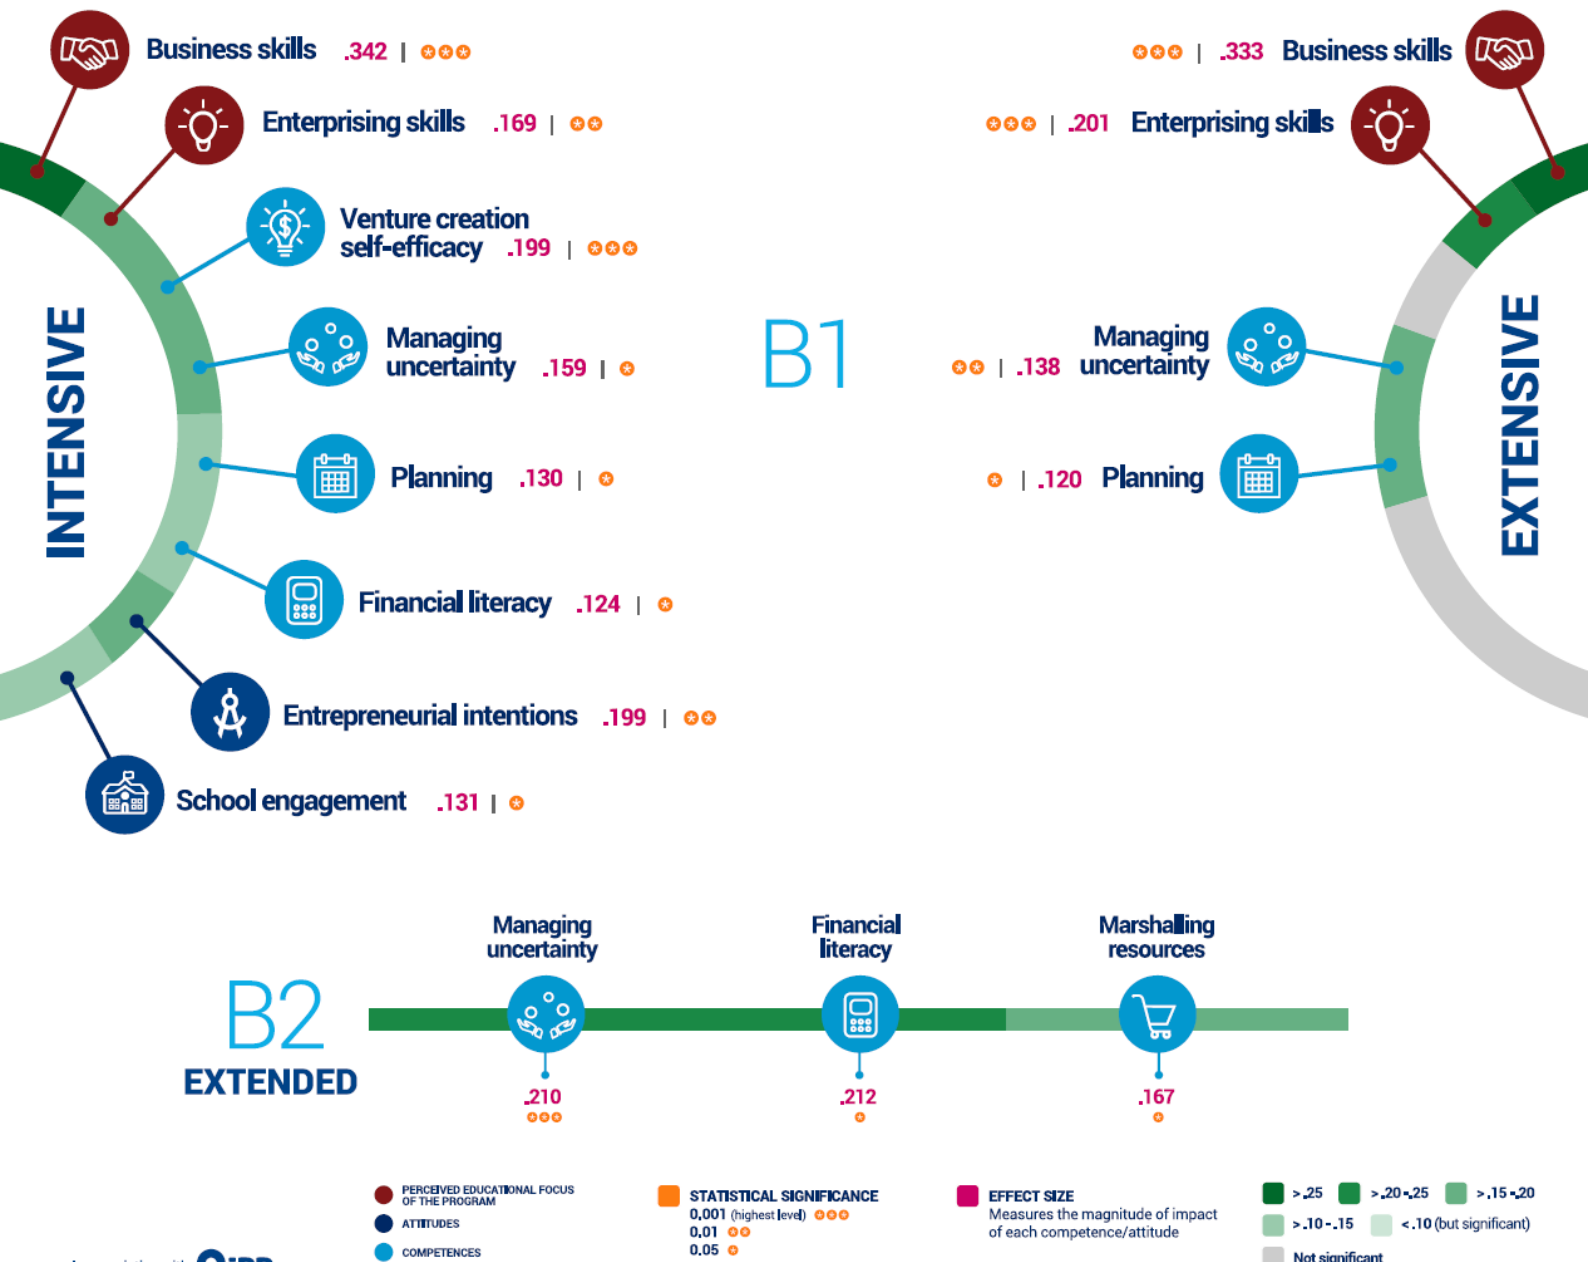 Business skills .342 |
Enterprising skills .169 |
Venture creation
self-efficacy .199 |
Managing
uncertainty .159 |
Planning .130 |
Financial literacy .124 |
Entrepreneurial intentions .199 |
School engagement .131 |
INTENSIVE
B1
| .333 Business skills
| .201 Enterprising skills
Managing
| .138 uncertainty
| .120 Planning
EXTENSIVE
B2
EXTENDED
Managing
uncertainty
.210
Financial
literacy
.212
Marshalling
resources
.167
PERCEIVED EDUCATIONAL FOCUS
OF THE PROGRAM
ATTITUDES
COMPETENCES
STATISTICAL SIGNIFICANCE
0,001 (highest level)
0.01
0.05
EFFECT SIZE
Measures the magnitude of impact
of each competence/attitude
>.25 >.20-.25 >.15-.20
>.10-.15 <.10 (but significant)
Not significant